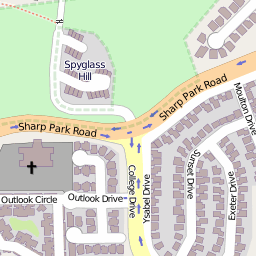 Spyglass
Hill
Sharp Park Road
Moulton Drive
Sharp Park Road
College Drive
Ysabel Drive
Sunset Drive
Exeter Drive
Outlook Circle
Outlook Drive